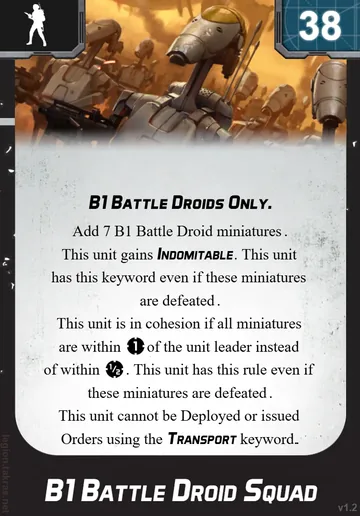 38
B1 Battle Droids Only.
Add 7 B1 Battle Droid miniatures.
This unit gains Indomitable. This unit
has this keyword even if these miniatures
are defeated.
This unit is in cohesion if all miniatures
are within 1 of the unit leader instead
of within ½. This unit has this rule even if
these miniatures are defeated.
This unit cannot be Deployed or issued
Orders using the Transport keyword.
B1 Battle Droid Squad
legion.takras.net
v1.2